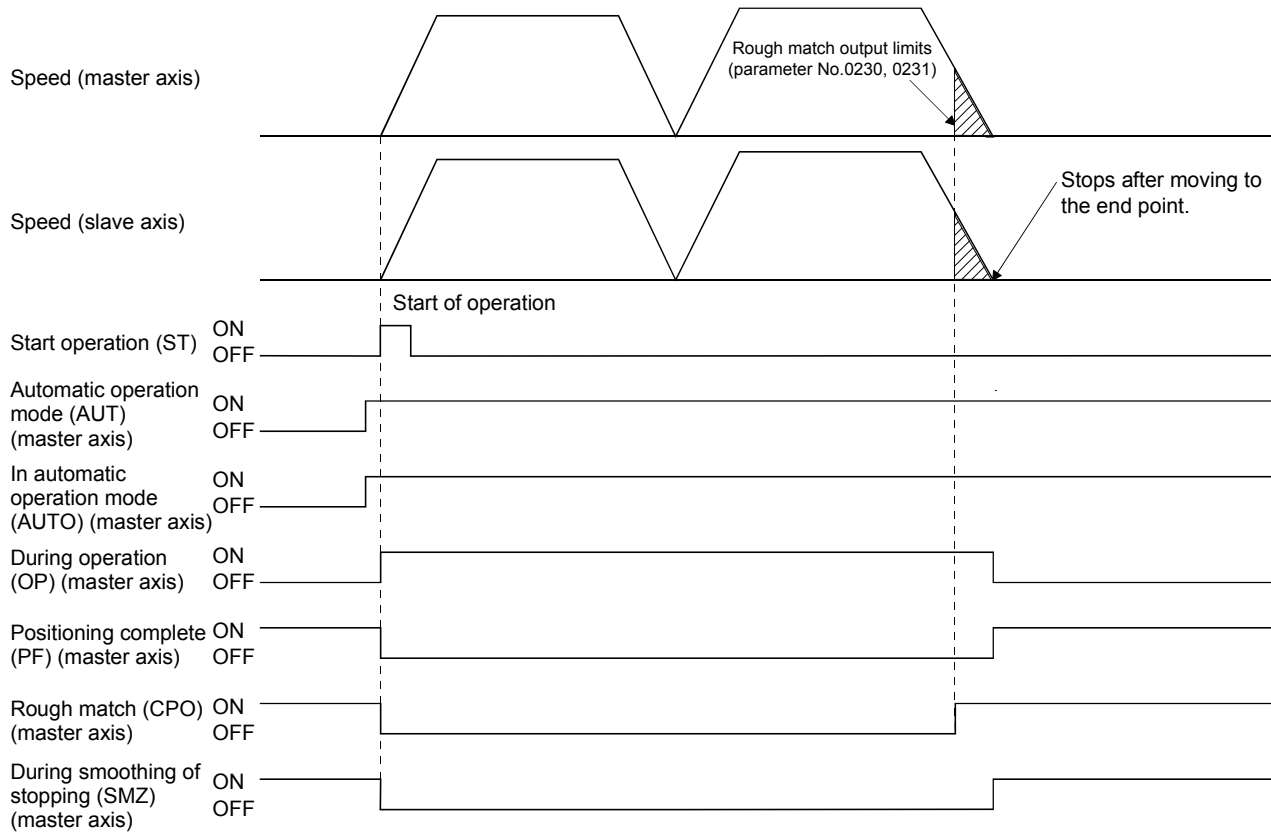 Speed (master axis)
Rough match output limits
(parameter No.0230, 0231)
Speed (slave axis)
Stops after moving to
the end point.
Start of operation
Start operation (ST)
ON
OFF
Automatic operation
mode (AUT)
(master axis)
ON
OFF
In automatic
operation mode
(AUTO) (master axis)
ON
OFF
During operation
(OP) (master axis)
ON
OFF
Positioning complete
(PF) (master axis)
ON
OFF
Rough match (CPO)
(master axis)
ON
OFF
During smoothing of
stopping (SMZ)
(master axis)
ON
OFF